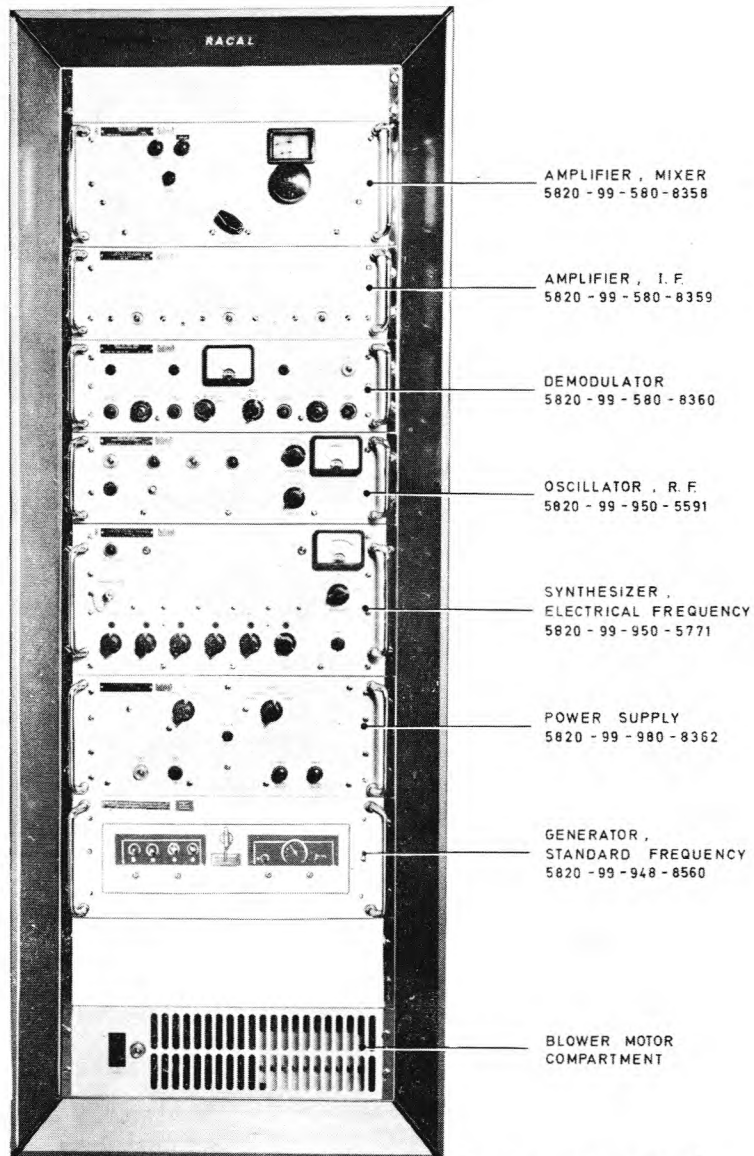 RACAL
AMPLIFIER, MIXER
5820-99-580-8358
AMPLIFIER, I.F.
5820-99-580-8359
DEMODULATOR
5820-99-580-8360
OSCILLATOR, R.F.
5820-99-950-5591
SYNTHESIZER,
ELECTRICAL FREQUENCY
5820-99-950-5771
POWER SUPPLY
5820-99-980-8362
GENERATOR,
STANDARD FREQUENCY
5820-99-948-8560
BLOWER MOTOR
COMPARTMENT